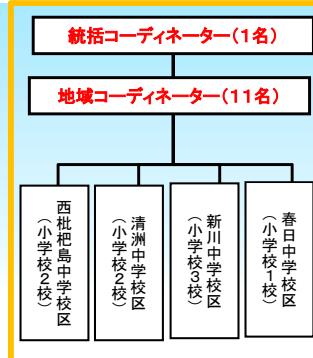 統括コーディネーター(1名)
地域コーディネーター(11名)
西枇杷島中学校区
(小学校2校)
清洲中学校区
(小学校2校)
新川中学校区
(小学校3校)
春日中学校区
(小学校1校)